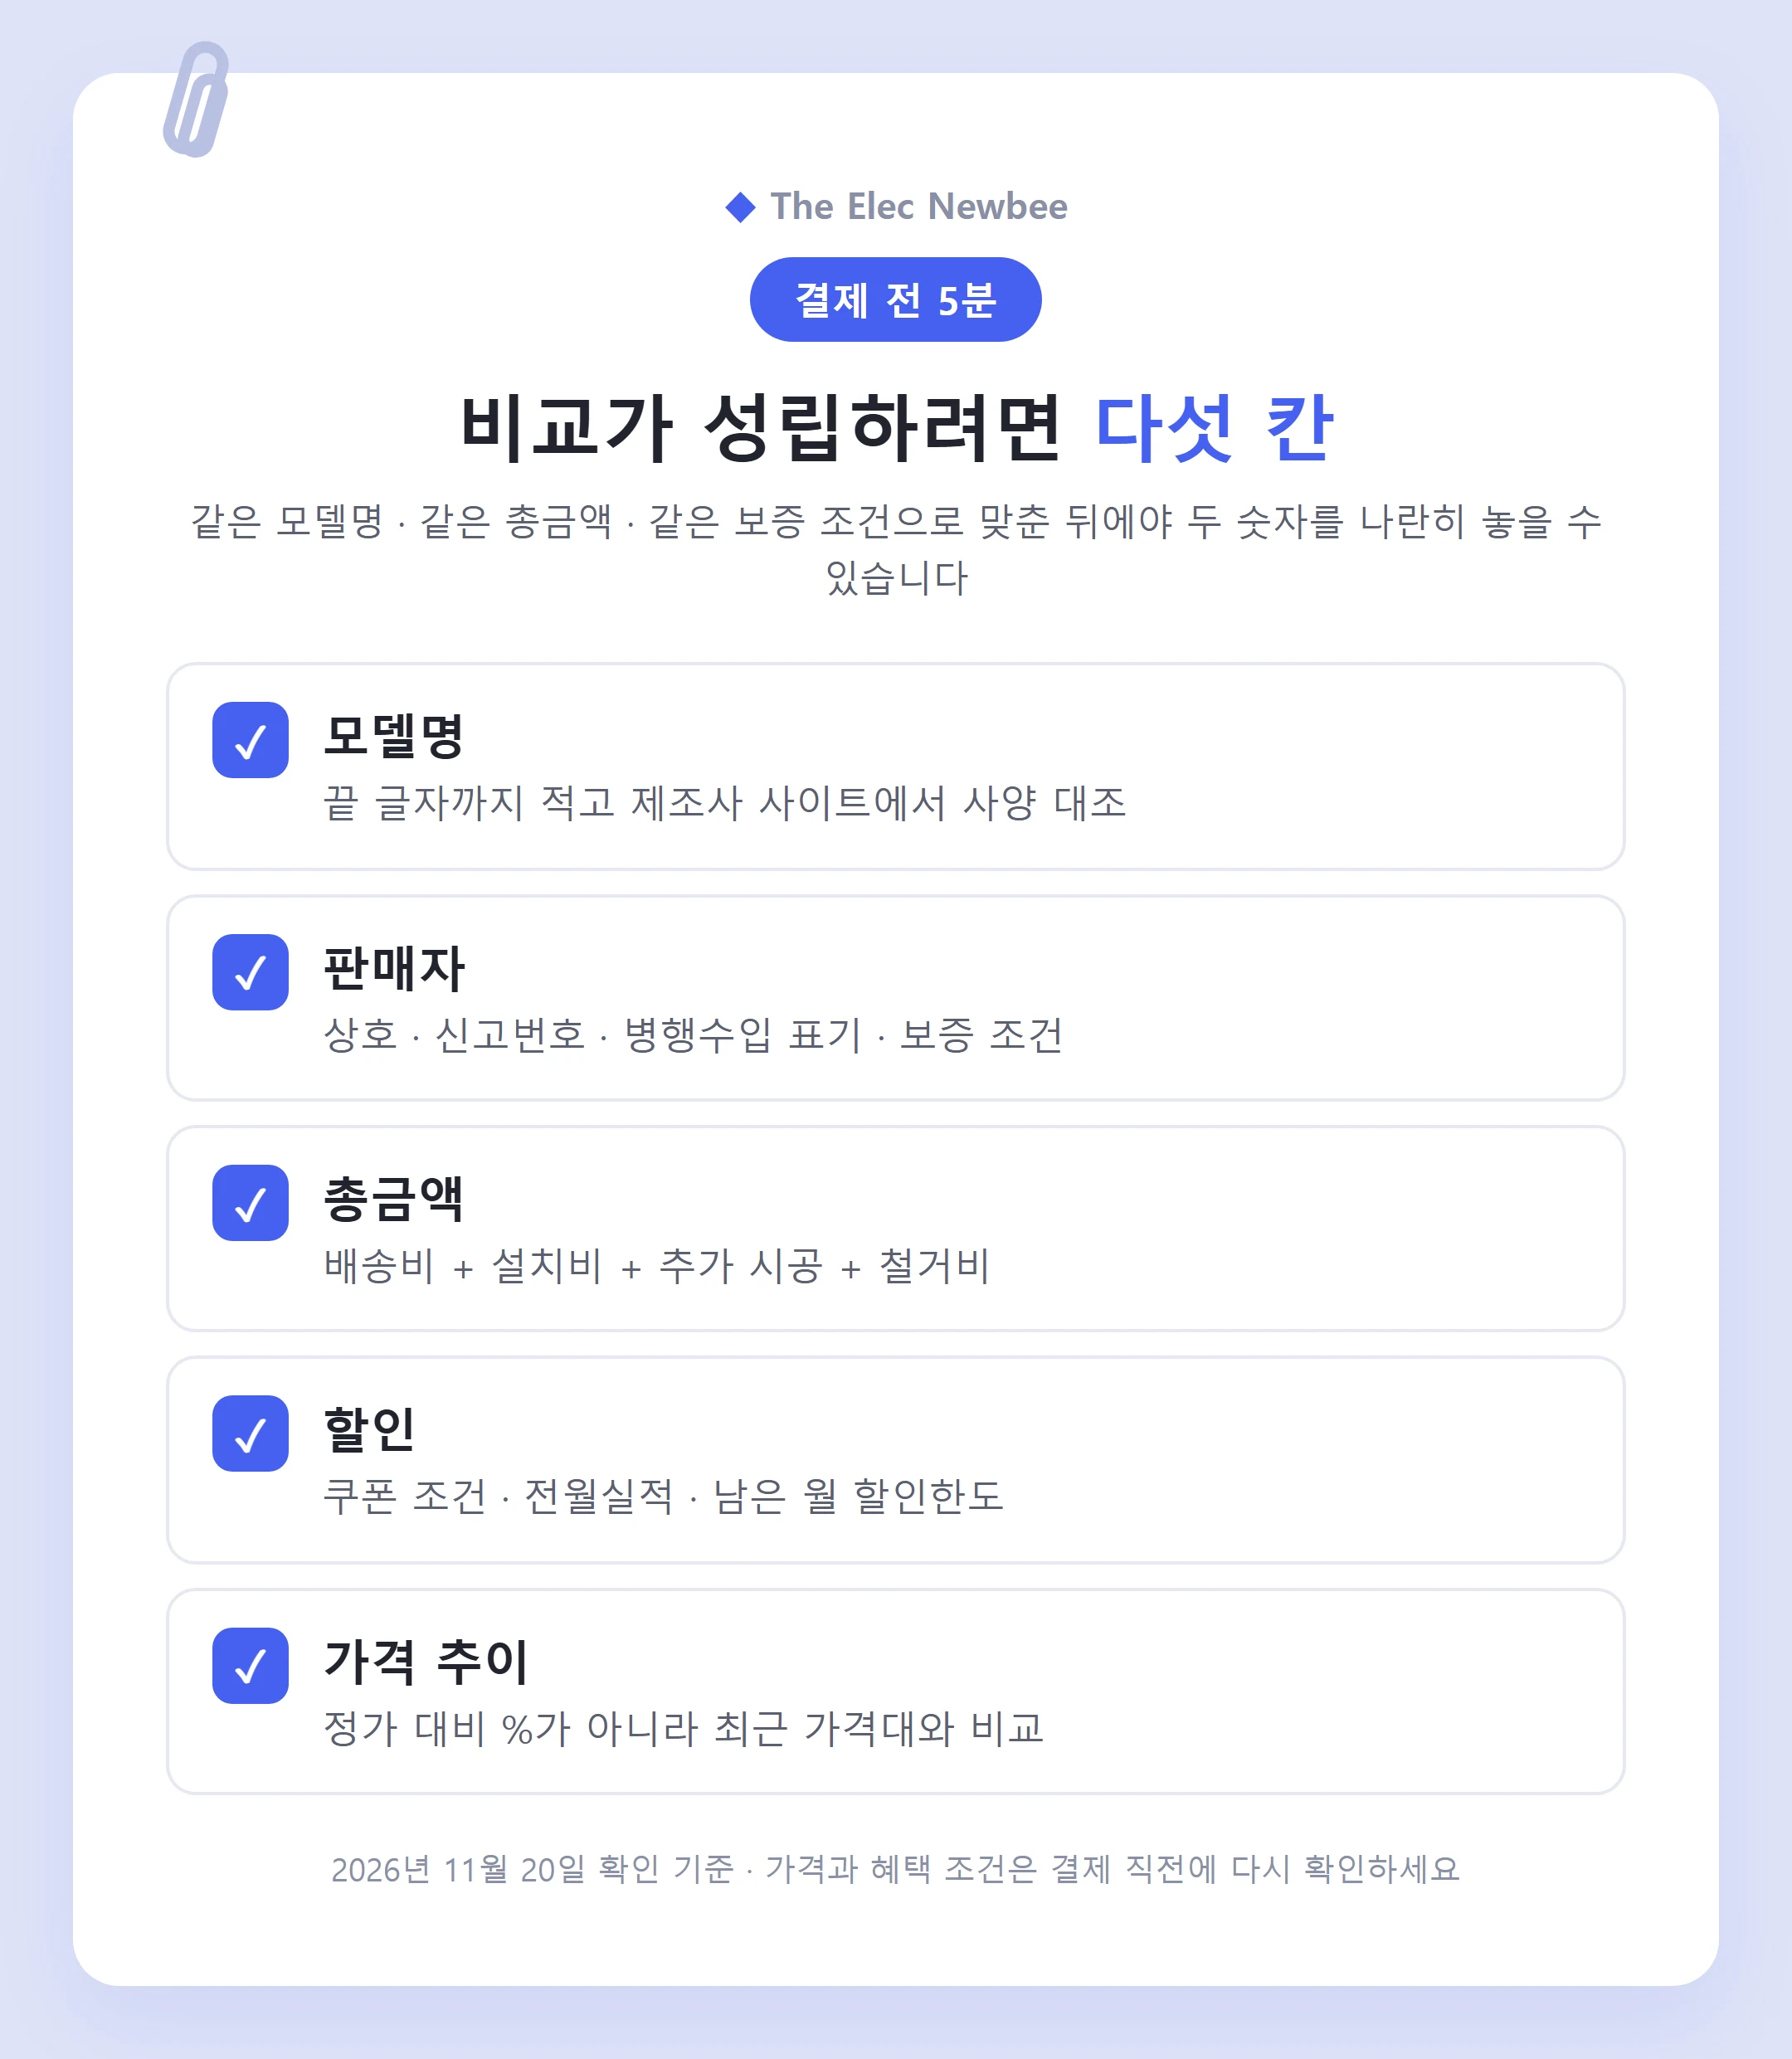 The Elec Newbee
결제 전 5분
비교가 성립하려면 다섯 칸
같은 모델명 · 같은 총금액 · 같은 보증 조건으로 맞춘 뒤에야 두 숫자를 나란히 놓을 수
있습니다
모델명
끝 글자까지 적고 제조사 사이트에서 사양 대조
판매자
상호 · 신고번호 · 병행수입 표기 · 보증 조건
총금액
배송비 + 설치비 + 추가 시공 + 철거비
할인
쿠폰 조건 · 전월실적 · 남은 월 할인한도
가격 추이
정가 대비 %가 아니라 최근 가격대와 비교
2026년 11월 20일 확인 기준 · 가격과 혜택 조건은 결제 직전에 다시 확인하세요